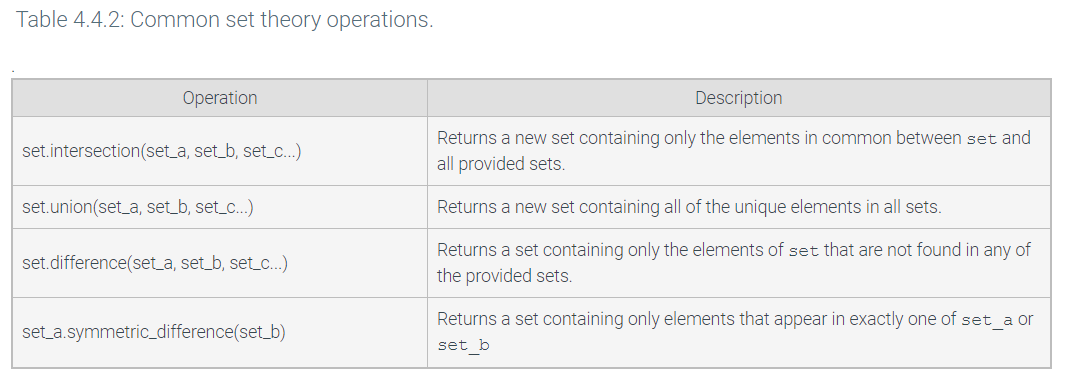 Table 4.4.2: Common set theory operations.
.
Operation
Description
set.intersection(set_a, set_b, set_c...)
Returns a new set containing only the elements in common between set and
all provided sets.
set.union(set_a, set_b, set_c...)
Returns a new set containing all of the unique elements in all sets.
set.difference(set_a, set_b, set_c...)
Returns a set containing only the elements of set that are not found in any of
the provided sets.
set_a.symmetric_difference(set_b)
Returns a set containing only elements that appear in exactly one of set_a or
set_b